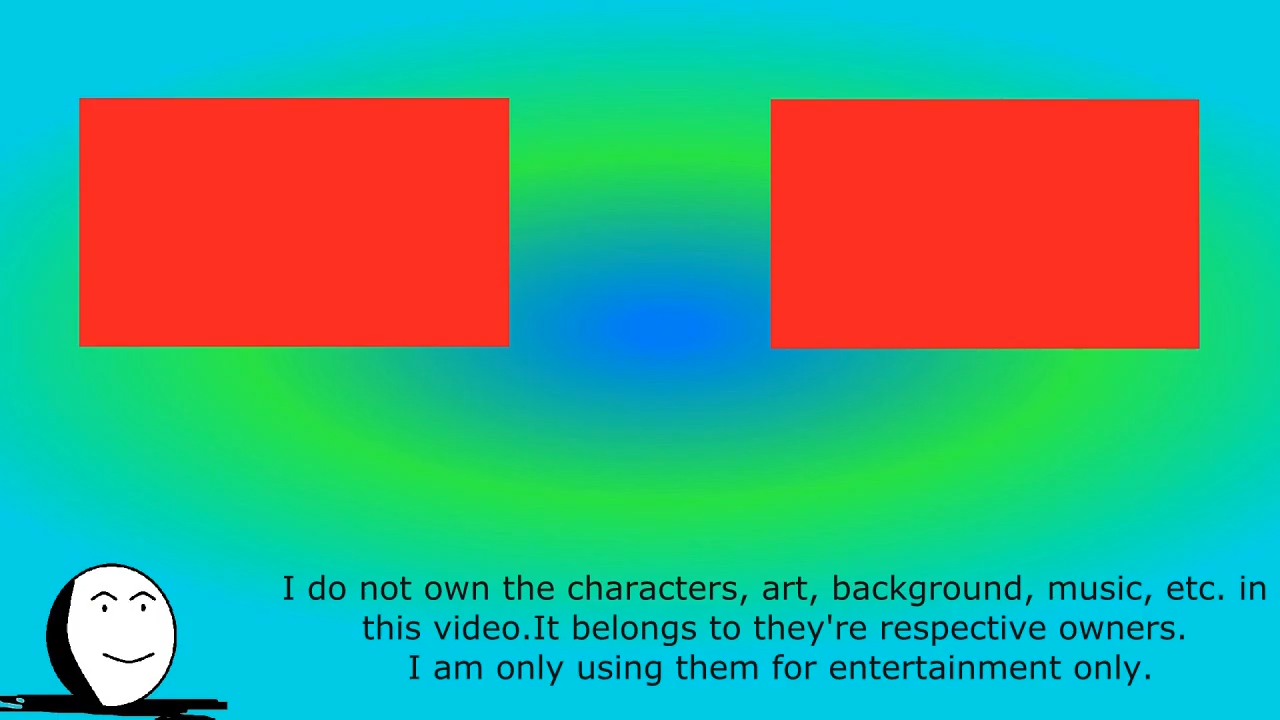 I do not own the characters, art, background, music, etc. in
this video.It belongs to they're respective owners.
I am only using them for entertainment only.